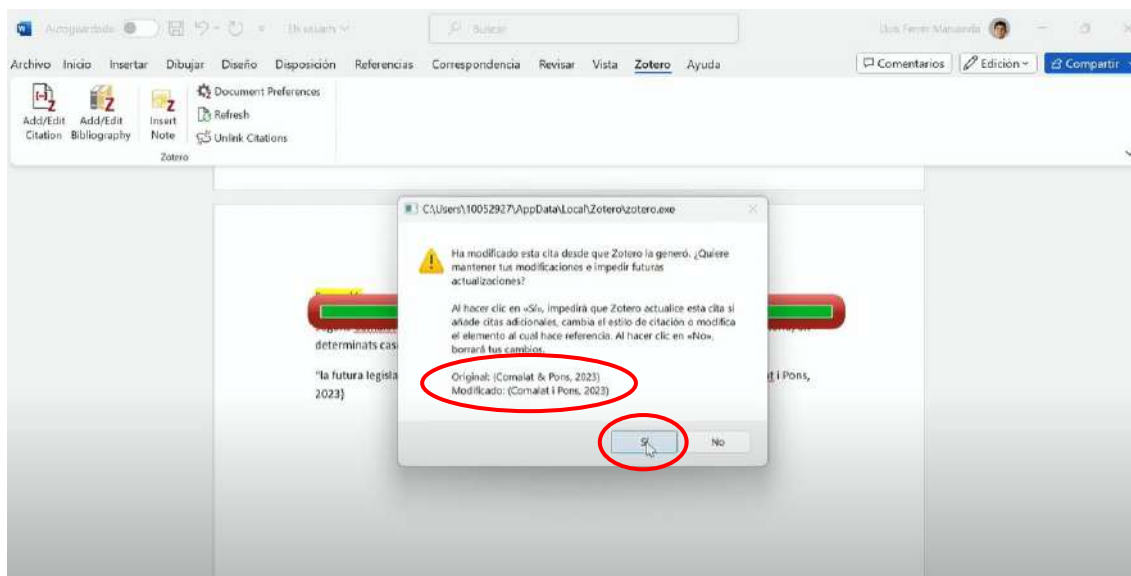 Autoguardado
Buscar
Archivo Inicio Insertar Dibujar Diseño Disposición Referencias Correspondencia Revisar Vista Zotero Ayuda
Comentarios Edición Compartir
Add/Edit Citation
Add/Edit Bibliography
Insert Note
Document Preferences
Refresh
Unlink Citations
Zotero
C:\Users\10052927\AppData\Local\Zotero\zotero.exe
Ha modificado esta cita desde que Zotero la generó. ¿Quiere
mantener tus modificaciones e impedir futuras
actualizaciones?
Al hacer clic en «Sí», impedirá que Zotero actualice esta cita si
añade citas adicionales, cambia el estilo de citación o modifica
el elemento al cual hace referencia. Al hacer clic en «No»,
borrará tus cambios.
Original: (Comalat & Pons, 2023)
Modificado: (Comalat i Pons, 2023)
Sí No
determinats cas
"la futura legisla
t i Pons,
2023)